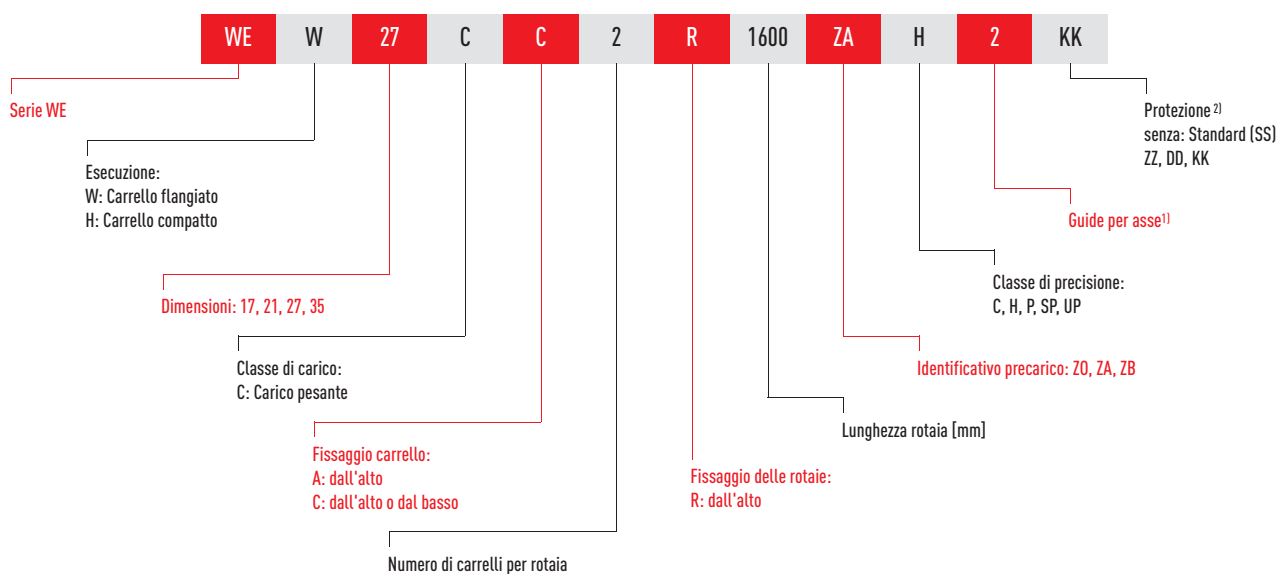 WE W 27 C C 2 R 1600 ZA H 2 KK
Serie WE
Protezione 2)
senza: Standard (SS)
ZZ, DD, KK
Esecuzione:
W: Carrello flangiato
H: Carrello compatto
Guide per asse1)
Classe di precisione:
C, H, P, SP, UP
Dimensioni: 17, 21, 27, 35
Classe di carico:
C: Carico pesante
Identificativo precarico: Z0, ZA, ZB
Lunghezza rotaia [mm]
Fissaggio carrello:
A: dall'alto
C: dall'alto o dal basso
Fissaggio delle rotaie:
R: dall'alto
Numero di carrelli per rotaia